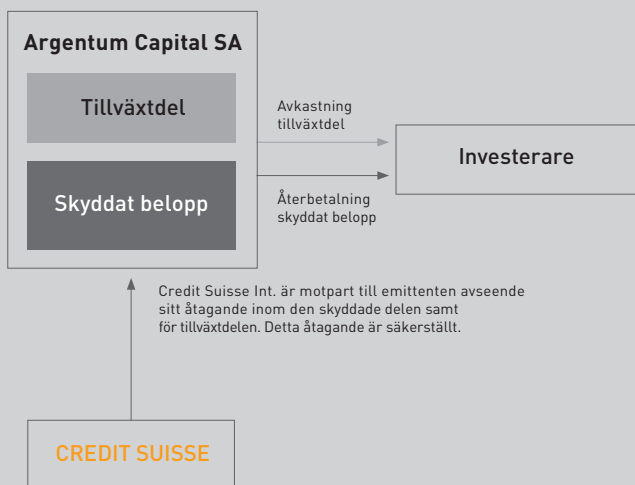 Argentum Capital SA
Tillväxtdel
Skyddat belopp
Avkastning
tillväxtdel
Återbetalning
skyddat belopp
Investerare
Credit Suisse Int. är motpart till emittenten avseende
sitt åtagande inom den skyddade delen samt
för tillväxtdelen. Detta åtagande är säkerställt.
CREDIT SUISSE